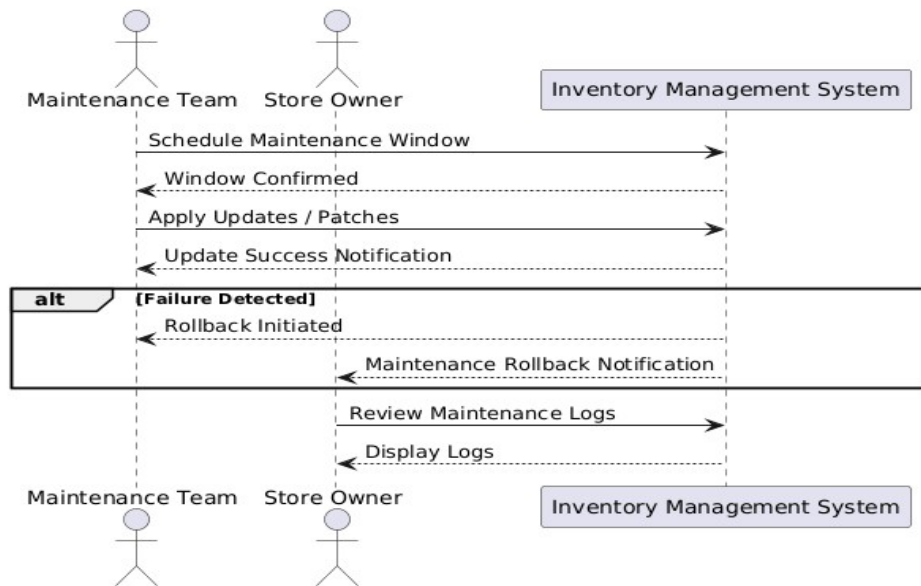 Maintenance Team
Store Owner
Inventory Management System
Schedule Maintenance Window
Window Confirmed
Apply Updates / Patches
Update Success Notification
alt
[Failure Detected]
Rollback Initiated
Maintenance Rollback Notification
Review Maintenance Logs
Display Logs
Maintenance Team
Store Owner
Inventory Management System